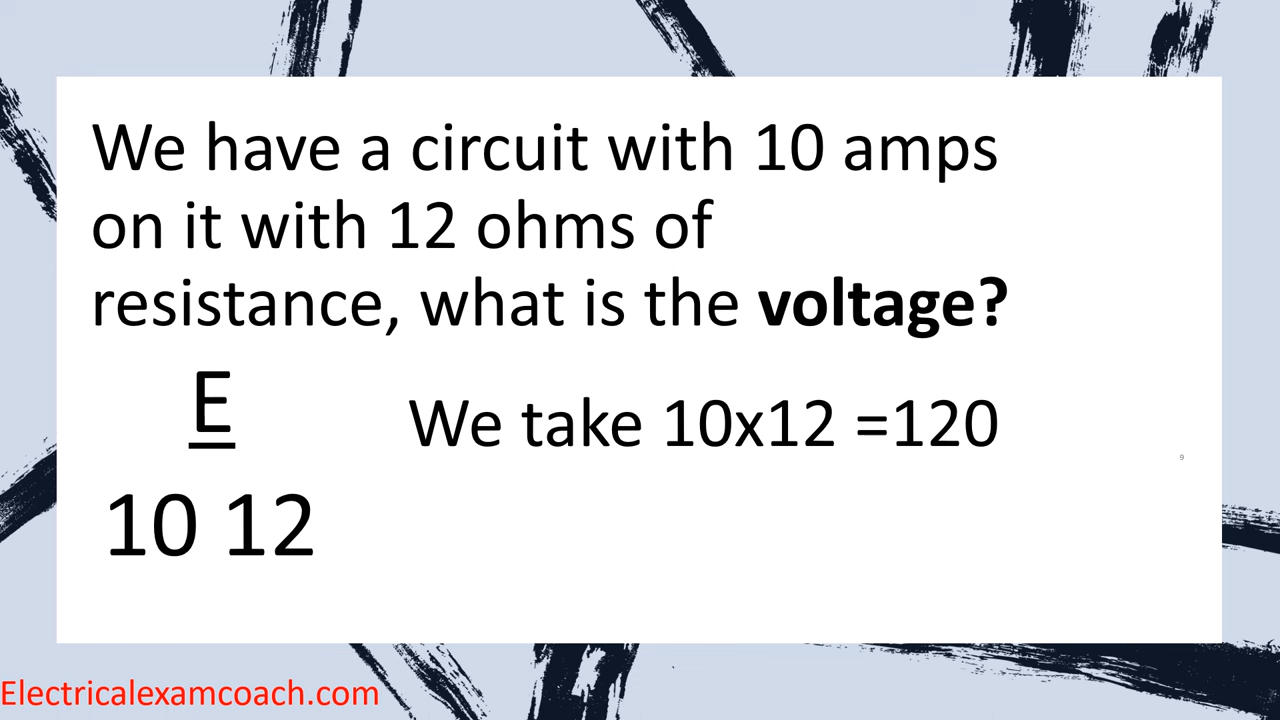 We have a circuit with 10 amps
on it with 12 ohms of
resistance, what is the voltage?
E
We take 10x12 =120
9
10 12
Electricalexamcoach.com